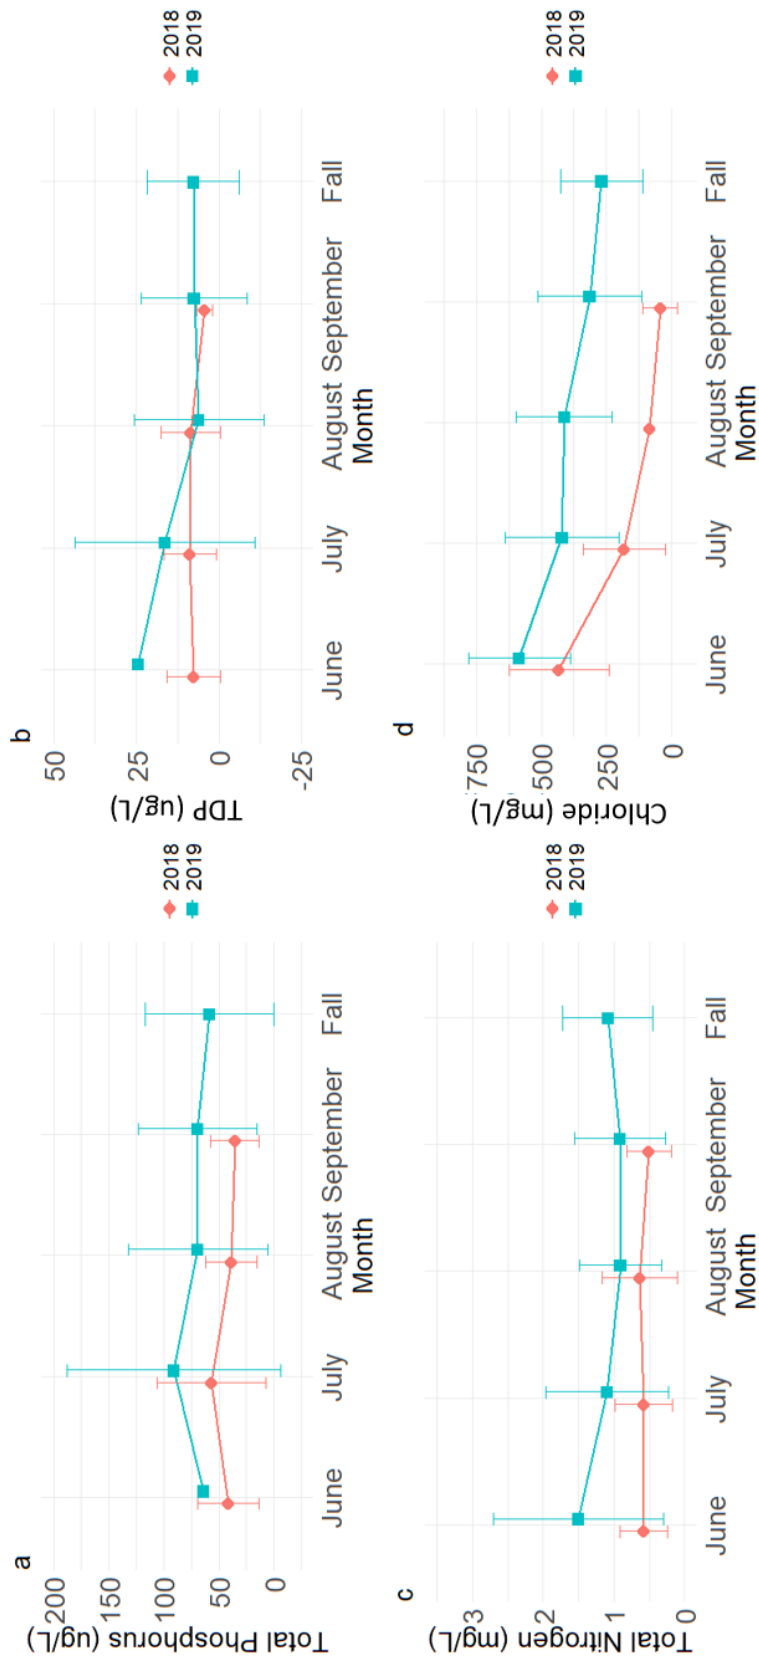 a
Total Phosphorus (ug/L)
200
150
100
50
0
June July August September Fall
Month
2018
2019
b
TDP (ug/L)
50
25
0
-25
June July August September Fall
Month
2018
2019
c
Total Nitrogen (mg/L)
3
2
1
0
June July August September Fall
Month
2018
2019
d
Chloride (mg/L)
750
500
250
0
June July August September Fall
Month
2018
2019